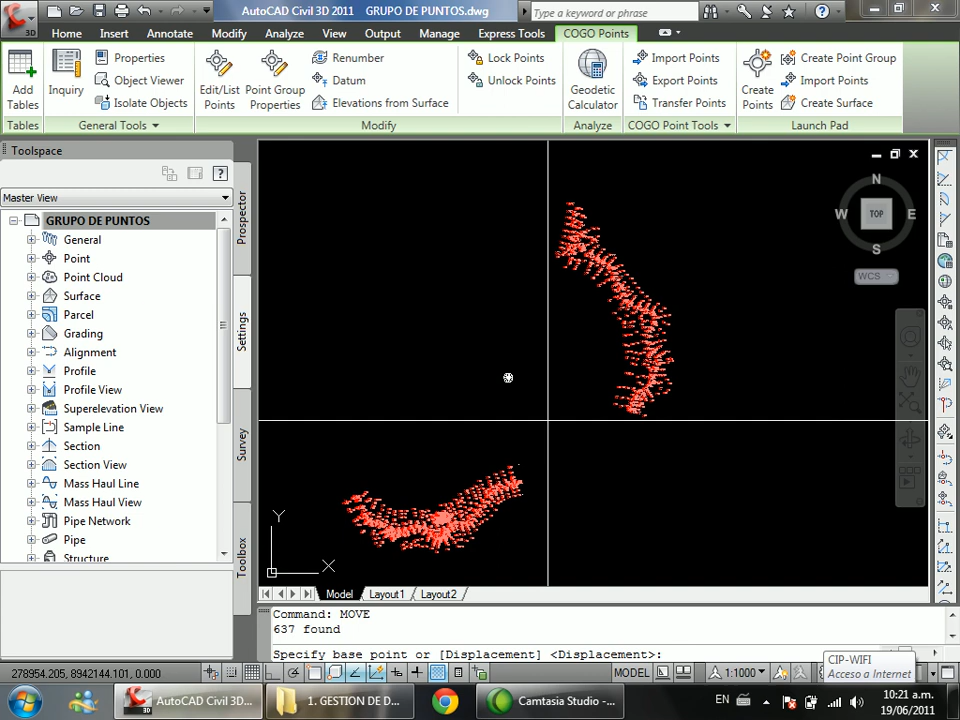 AutoCAD Civil 3D 2011 GRUPO DE PUNTOS.dwg
Type a keyword or phrase
3D
Home Insert Annotate Modify Analyze View Output Manage Express Tools COGO Points
Add Tables
Inquiry
Properties
Object Viewer
Isolate Objects
Edit/List Points
Point Group Properties
Renumber
Datum
Elevations from Surface
Lock Points
Unlock Points
Geodetic Calculator
Import Points
Export Points
Transfer Points
Create Points
Create Point Group
Import Points
Create Surface
Tables General Tools Modify Analyze COGO Point Tools Launch Pad
Toolspace
Master View
GRUPO DE PUNTOS
General
Point
Point Cloud
Surface
Parcel
Grading
Alignment
Profile
Profile View
Superelevation View
Sample Line
Section
Section View
Mass Haul Line
Mass Haul View
Pipe Network
Pipe
Structure
Prospector
Settings
Survey
Toolbox
N
W TOP E
S
WCS
Y
X
Model Layout1 Layout2
Command: MOVE
637 found
Specify base point or [Displacement] <Displacement>:
278954.205, 8942144.101, 0.000
MODEL
1:1000
CIP-WIFI
Acceso a Internet
AutoCAD Civil 3D...
1. GESTION DE D...
Camtasia Studio -...
EN
10:21 a.m.
19/06/2011